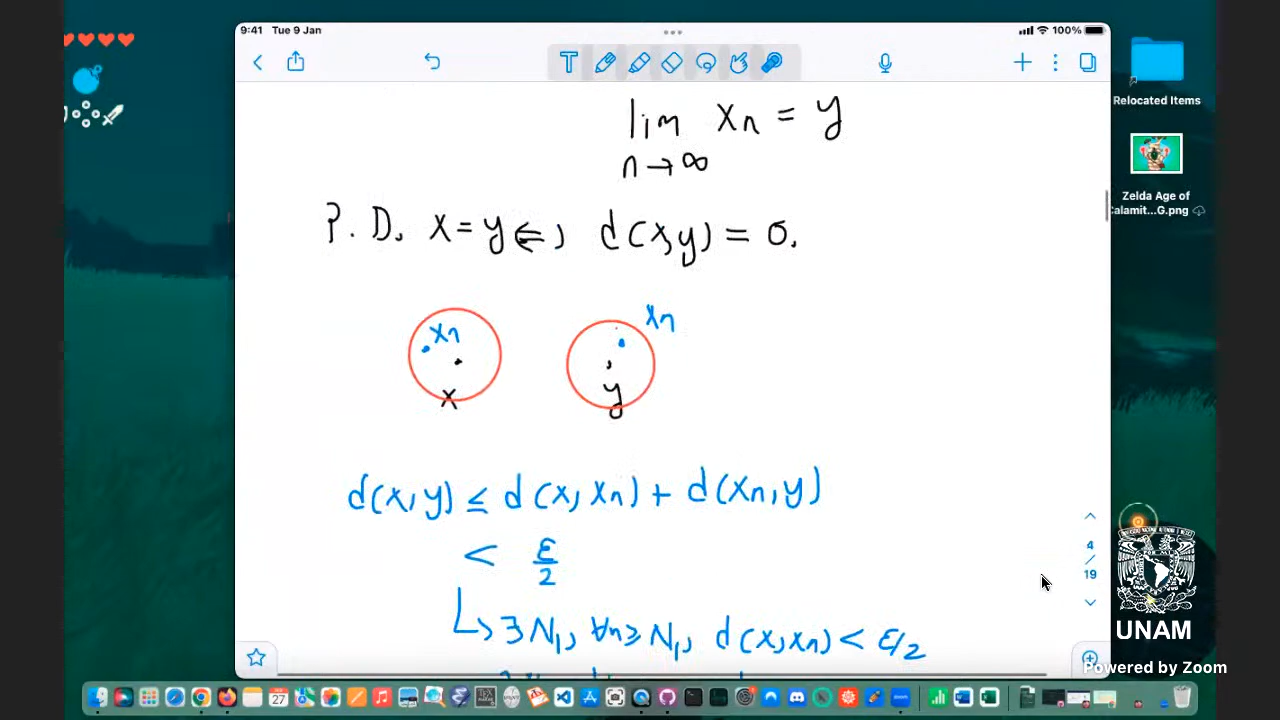 9:41 Tue 9 Jan
100%
lim xn = y
n → ∞
P. D. x = y ⇐) d(x,y) = 0.
xn
xn
x
y
d(x,y) ≤ d(x,xn) + d(xn,y)
< ε/2
↳ ∃ N1, ∀n ≥ N1, d(x,xn) < ε/2
4
/
19
Relocated Items
Zelda Age of
Calamit...G.png
UNAM
Powered by Zoom